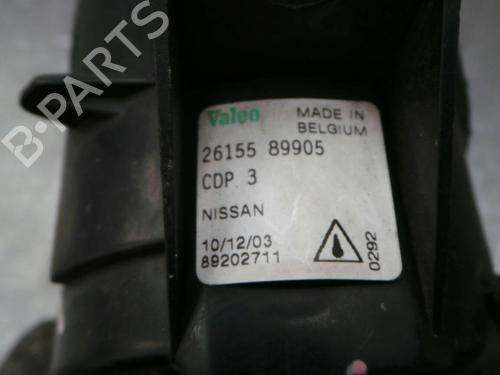 B-PARTS
Valeo
MADE IN
BELGIUM
26155 89905
CDP 3
NISSAN
10/12/03
89202711
0292